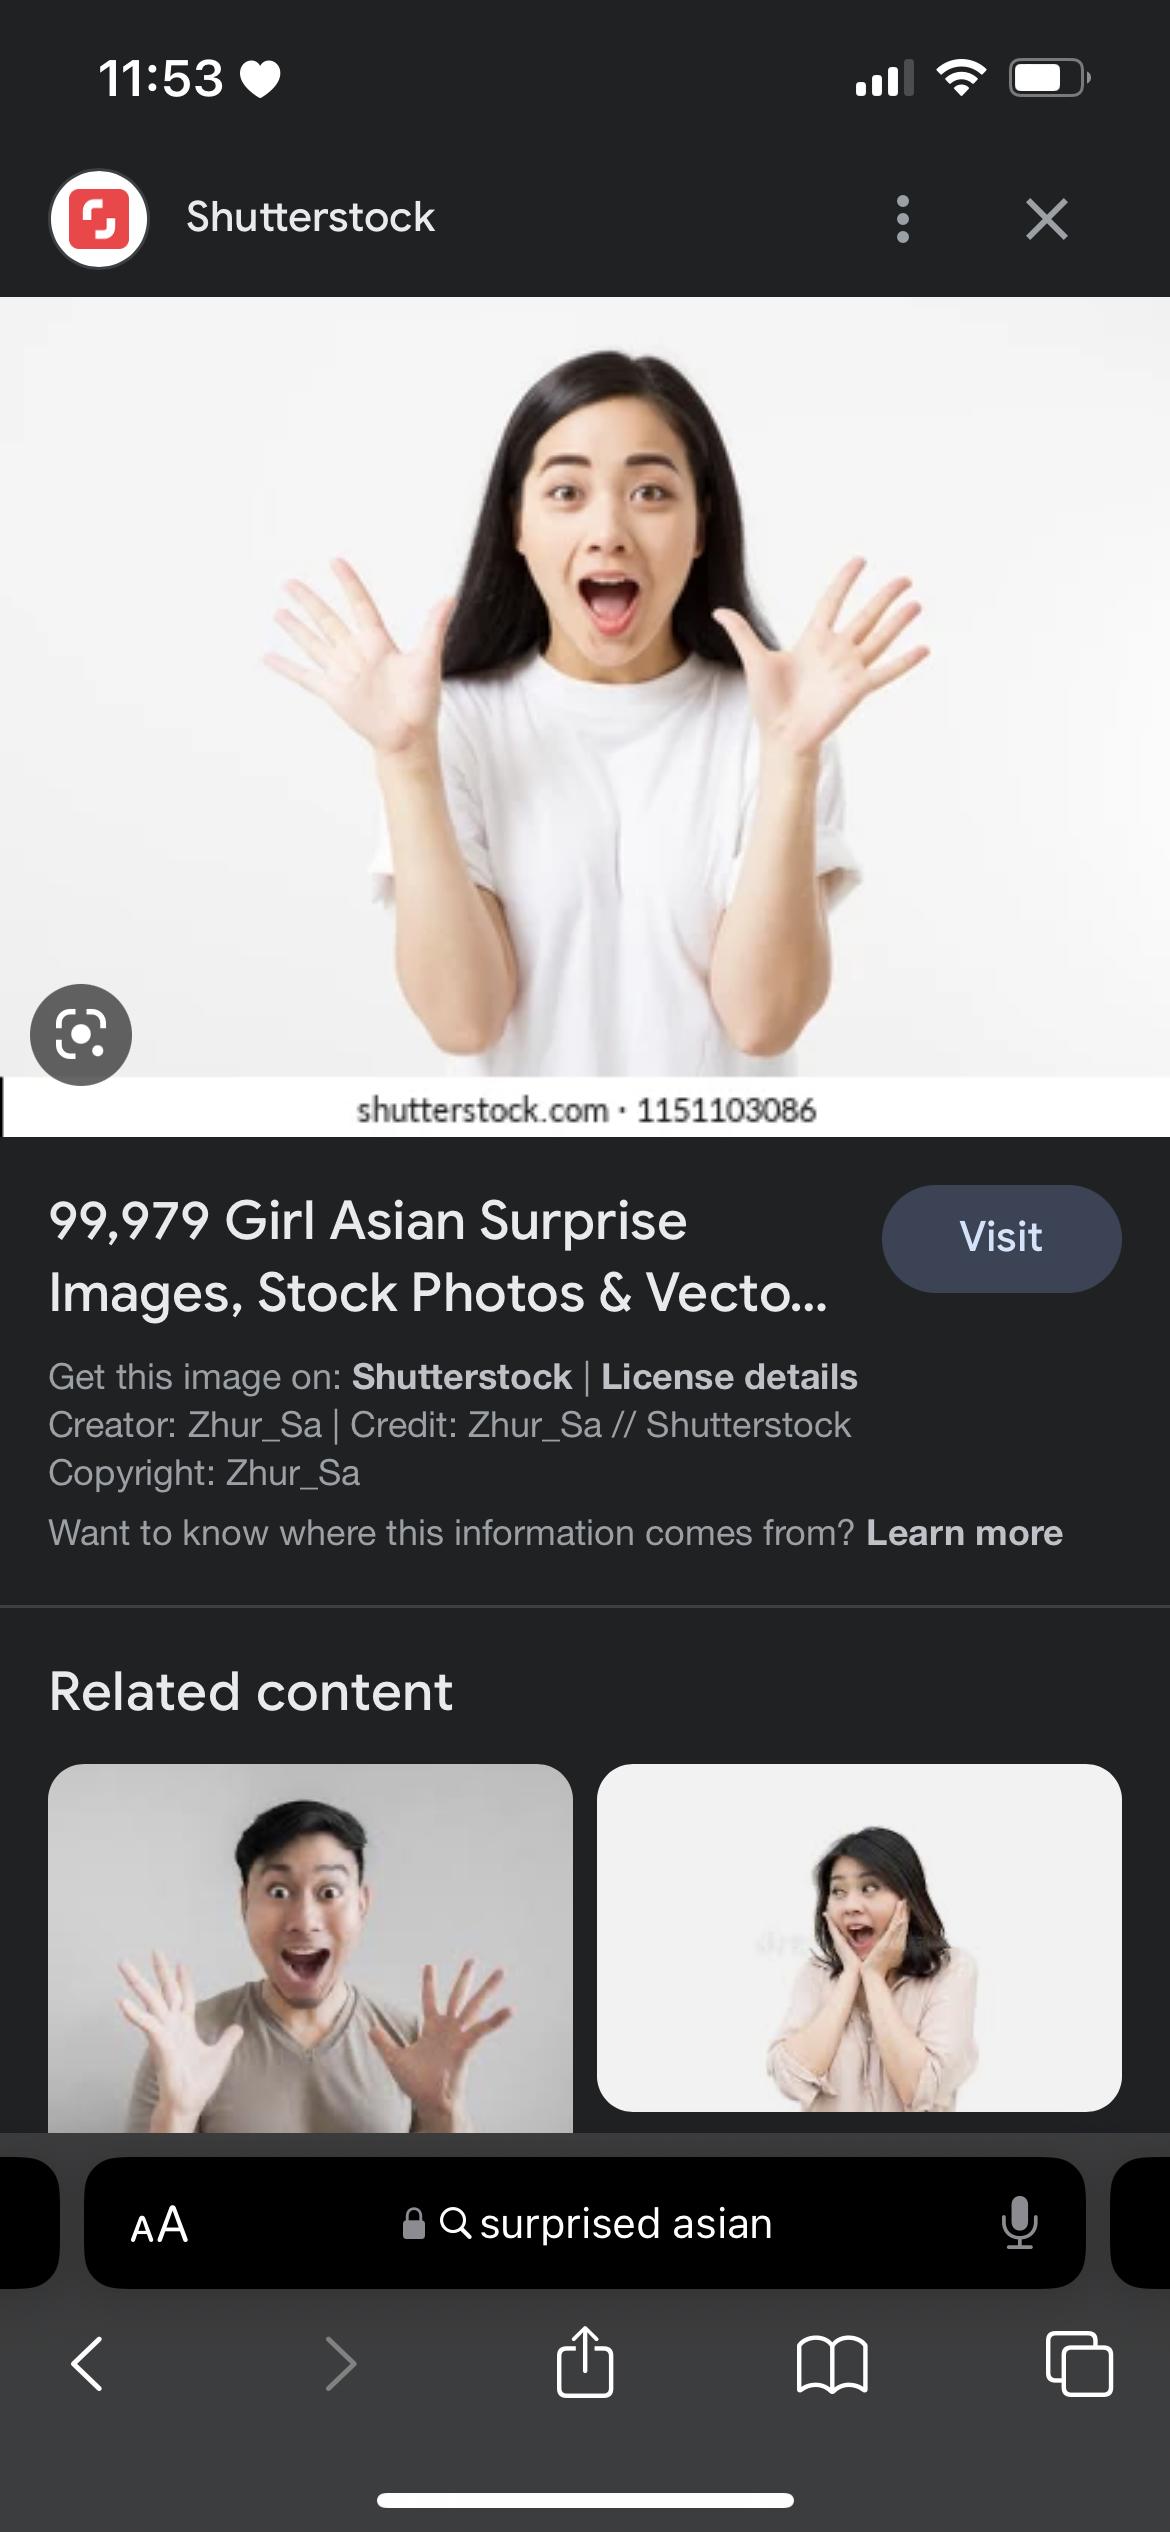 11:53
Shutterstock
shutterstock.com · 1151103086
99,979 Girl Asian Surprise
Images, Stock Photos & Vecto...
Visit
Get this image on: Shutterstock | License details
Creator: Zhur_Sa | Credit: Zhur_Sa // Shutterstock
Copyright: Zhur_Sa
Want to know where this information comes from? Learn more
Related content
AA surprised asian